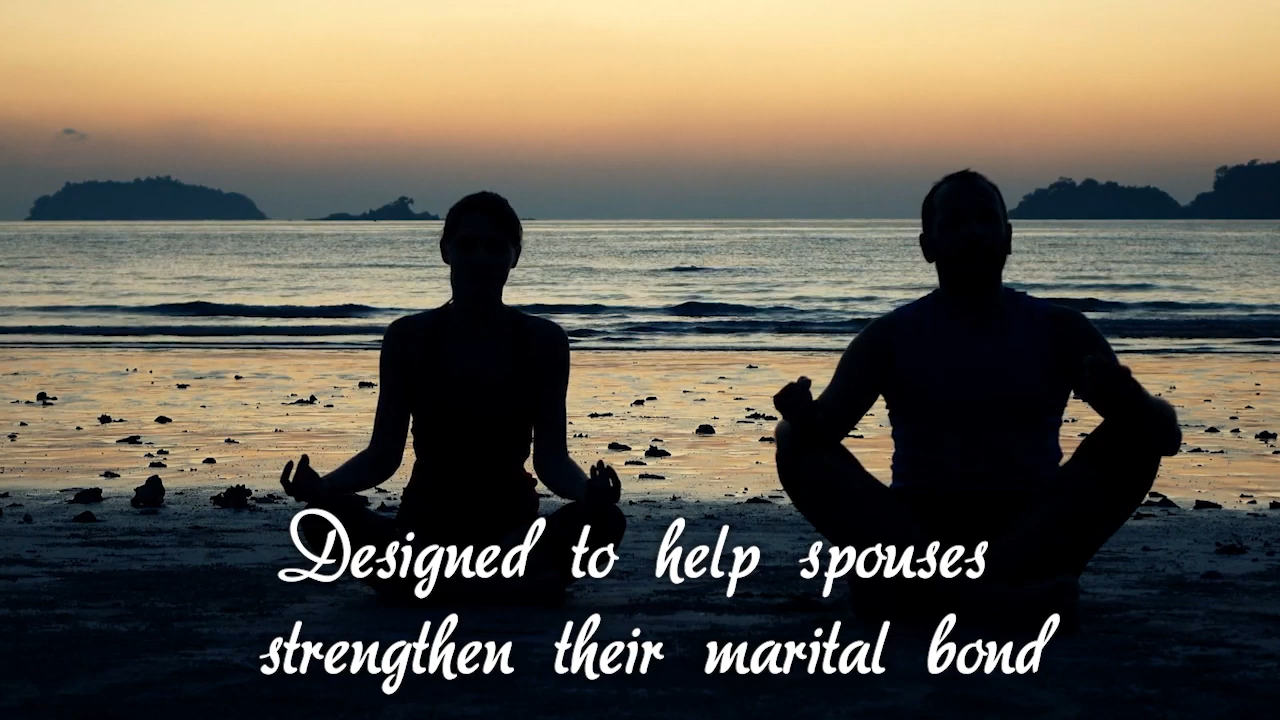 Designed to help spouses
strengthen their marital bond